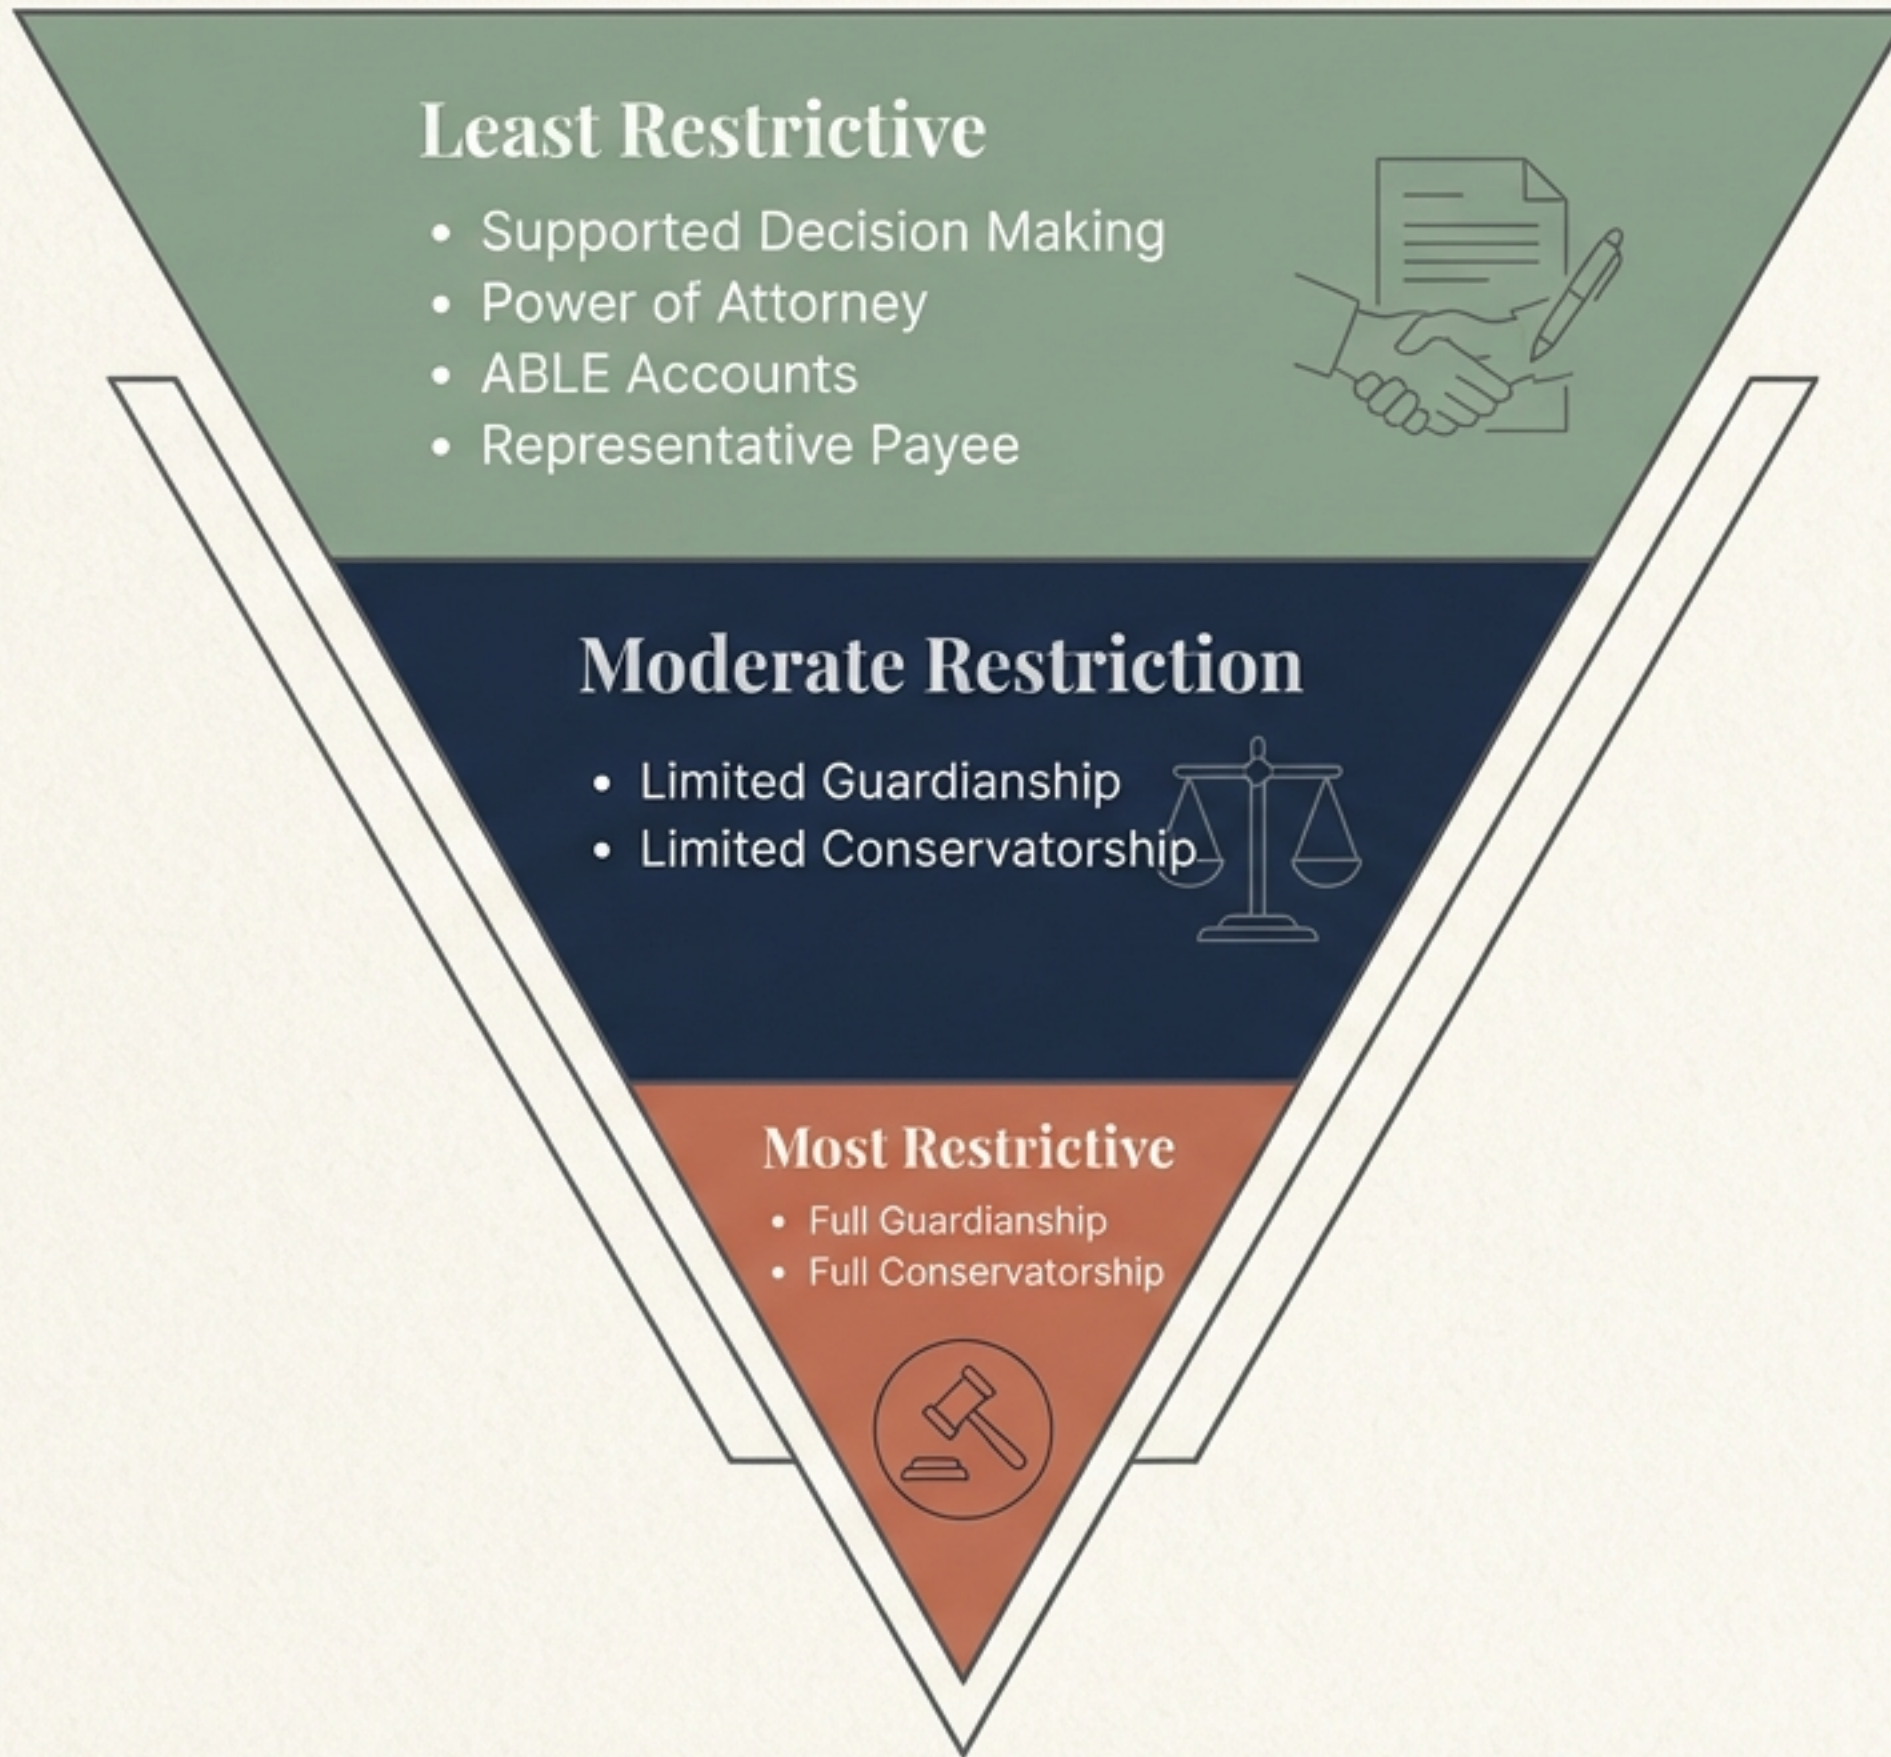 Least Restrictive
• Supported Decision Making
• Power of Attorney
• ABLE Accounts
• Representative Payee
Moderate Restriction
• Limited Guardianship
• Limited Conservatorship
Most Restrictive
• Full Guardianship
• Full Conservatorship